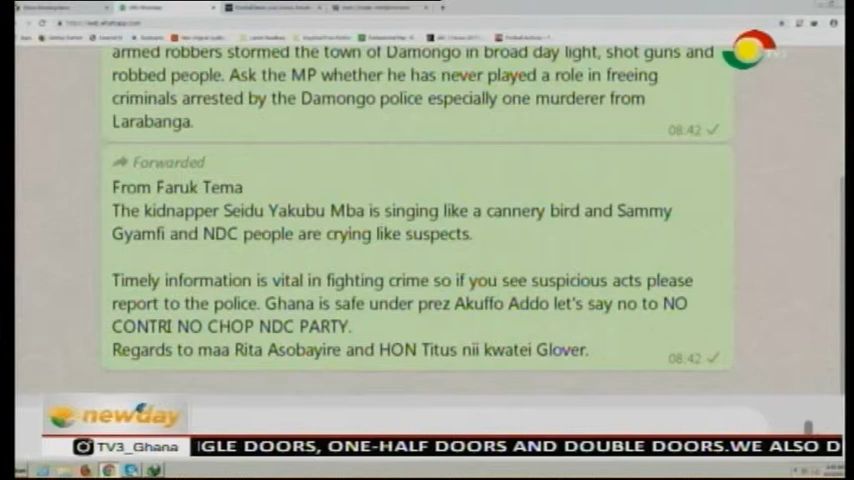 https://web.whatsapp.com
armed robbers stormed the town of Damongo in broad day light, shot guns and
robbed people. Ask the MP whether he has never played a role in freeing
criminals arrested by the Damongo police especially one murderer from
Larabanga.
08:42
Forwarded
From Faruk Tema
The kidnapper Seidu Yakubu Mba is singing like a cannery bird and Sammy
Gyamfi and NDC people are crying like suspects.
Timely information is vital in fighting crime so if you see suspicious acts please
report to the police. Ghana is safe under prez Akuffo Addo let's say no to NO
CONTRI NO CHOP NDC PARTY.
Regards to maa Rita Asobayire and HON Titus nii kwatei Glover.
08:42
TV3
newday
TV3_Ghana
GLE DOORS, ONE-HALF DOORS AND DOUBLE DOORS.WE ALSO D